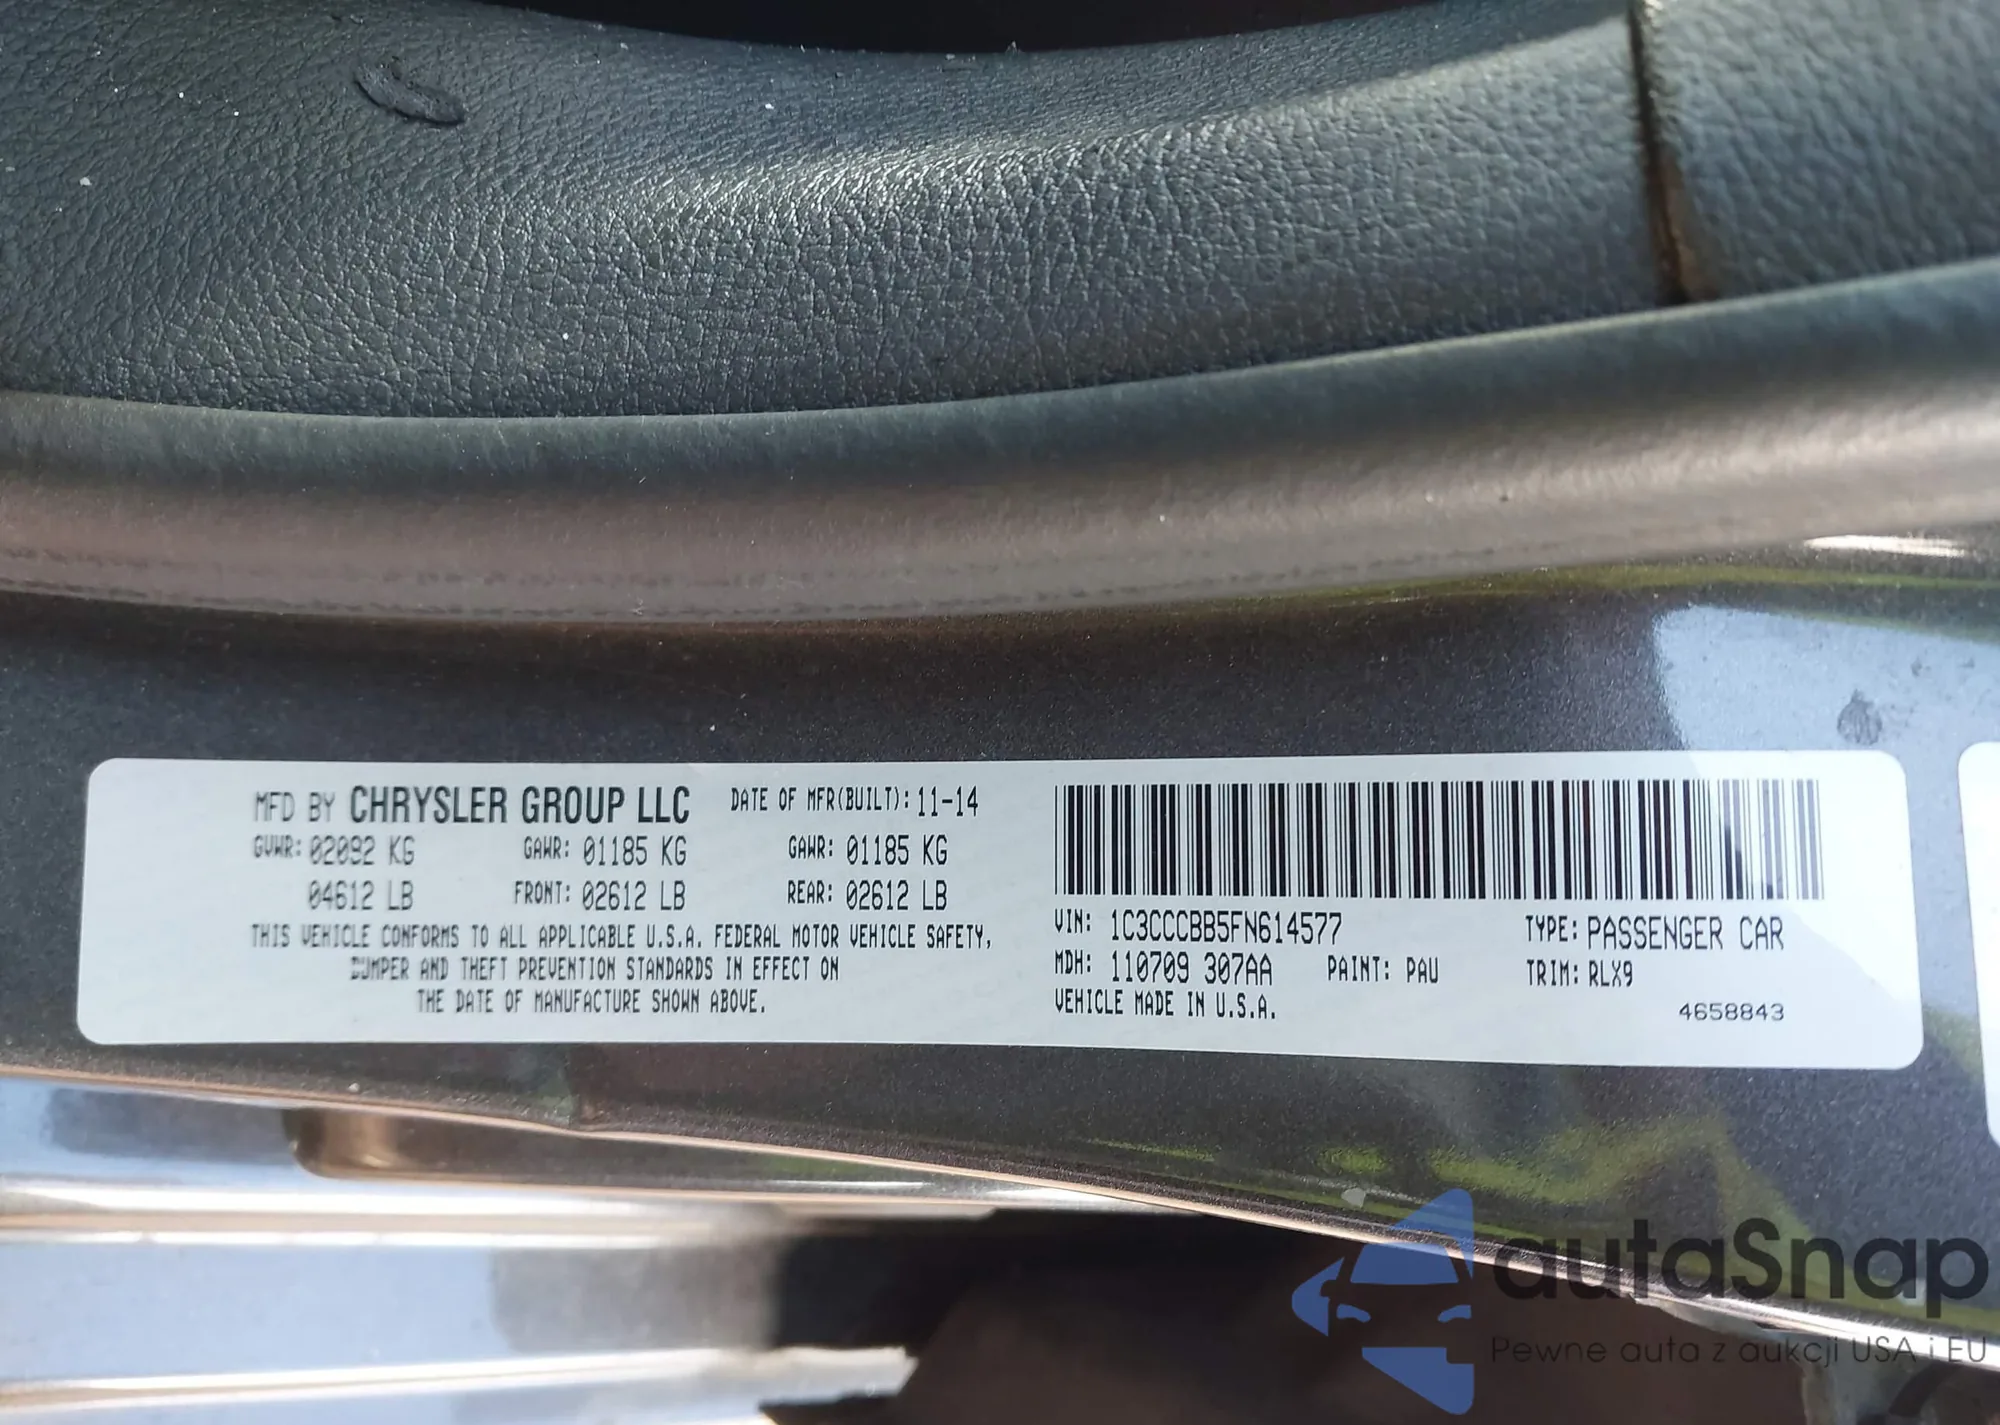 MFD BY CHRYSLER GROUP LLC DATE OF MFR(BUILT): 11-14
GVWR: 02092 KG GAWR: 01185 KG GAWR: 01185 KG
04612 LB FRONT: 02612 LB REAR: 02612 LB
THIS VEHICLE CONFORMS TO ALL APPLICABLE U.S.A. FEDERAL MOTOR VEHICLE SAFETY,
BUMPER AND THEFT PREVENTION STANDARDS IN EFFECT ON
THE DATE OF MANUFACTURE SHOWN ABOVE.
VIN: 1C3CCCBB5FN614577 TYPE: PASSENGER CAR
MDH: 110709 307AA PAINT: PAU TRIM: RLX9
VEHICLE MADE IN U.S.A.
4658843
autaSnap
Pewne auta z aukcji USA i EU